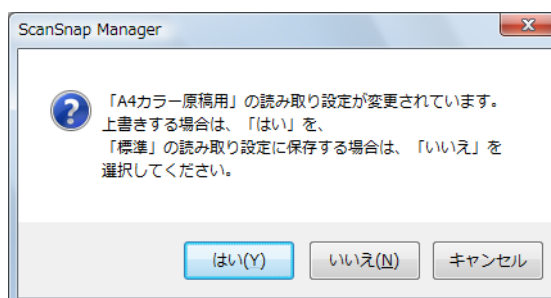 ScanSnap Manager
「A4カラー原稿用」の読み取り設定が変更されています。
上書きする場合は、「はい」を、
「標準」の読み取り設定に保存する場合は、「いいえ」を
選択してください。
はい(Y)
いいえ(N)
キャンセル